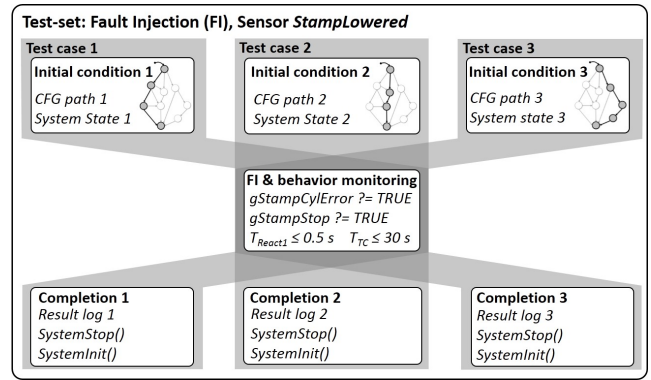 Test-set: Fault Injection (FI), Sensor StampLowered
Test case 1
Initial condition 1
CFG path 1
System State 1
Test case 2
Initial condition 2
CFG path 2
System State 2
Test case 3
Initial condition 3
CFG path 3
System state 3
FI & behavior monitoring
gStampCylError ?= TRUE
gStampStop ?= TRUE
T_React1 ≤ 0.5 s T_TC ≤ 30 s
Completion 1
Result log 1
SystemStop()
SystemInit()
Completion 2
Result log 2
SystemStop()
SystemInit()
Completion 3
Result log 3
SystemStop()
SystemInit()